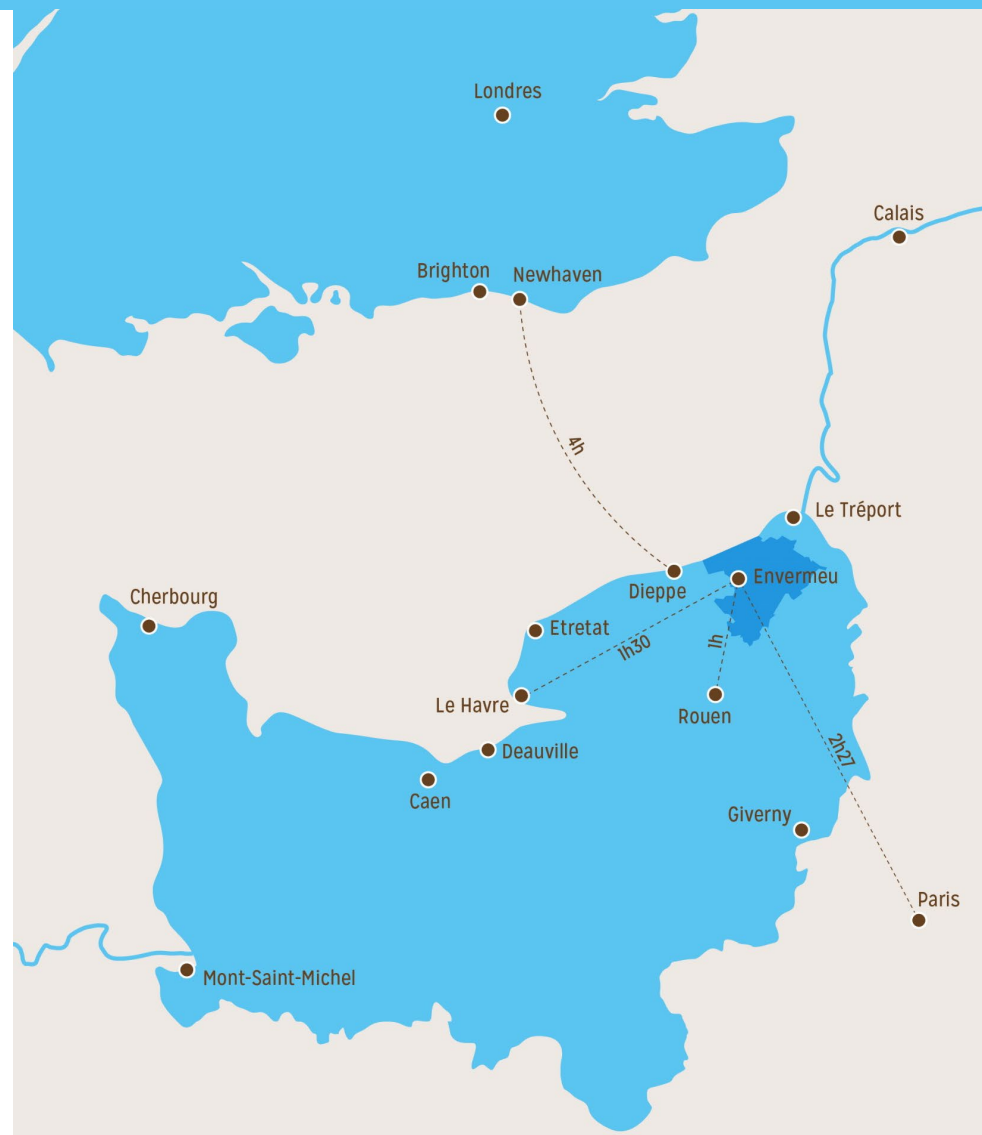 Londres
Calais
Brighton
Newhaven
4h
Le Tréport
Dieppe
Envermeu
Cherbourg
Etretat
1h30
1h
Le Havre
Rouen
2h27
Deauville
Caen
Giverny
Paris
Mont-Saint-Michel